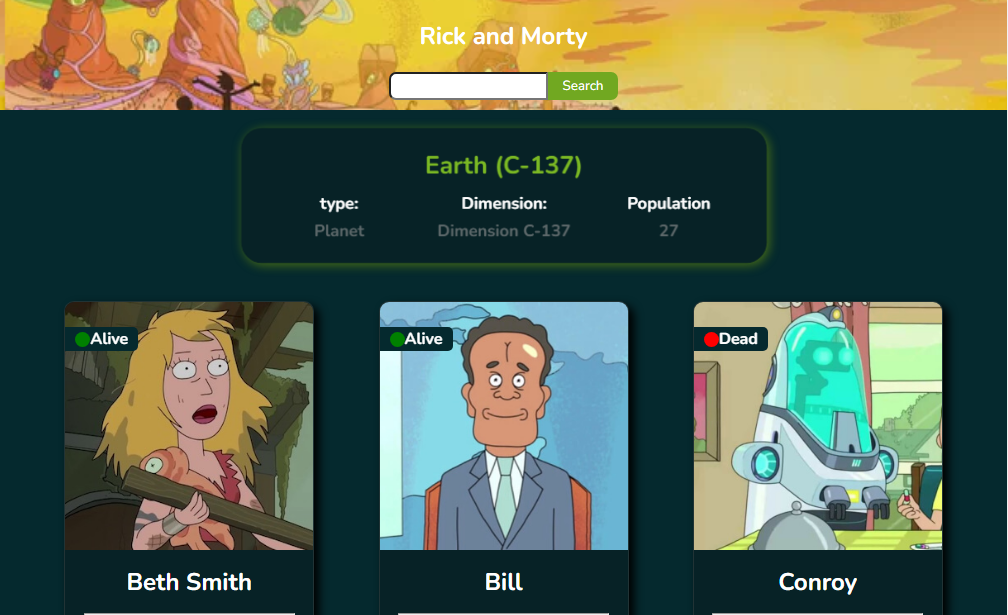 Rick and Morty
Search
Earth (C-137)
type: Dimension: Population
Planet Dimension C-137 27
Alive Alive Dead
Beth Smith Bill Conroy